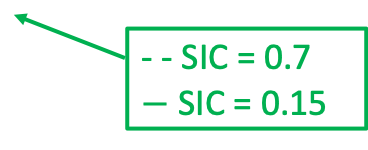 - - SIC = 0.7
— SIC = 0.15